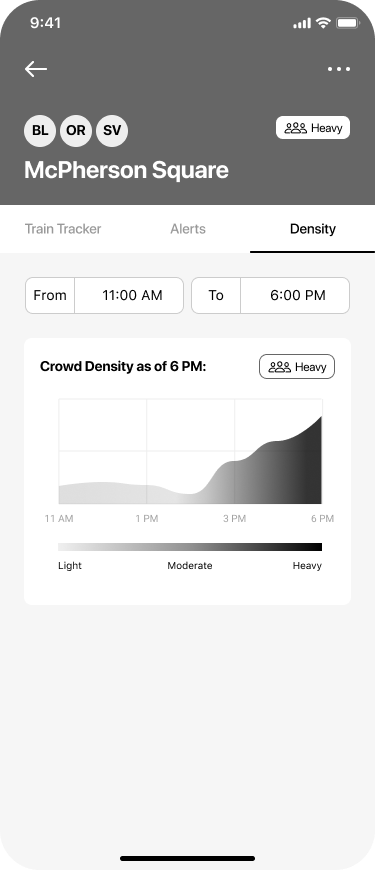 9:41
BL OR SV
Heavy
McPherson Square
Train Tracker Alerts Density
From 11:00 AM To 6:00 PM
Crowd Density as of 6 PM: Heavy
11 AM 1 PM 3 PM 6 PM
Light Moderate Heavy